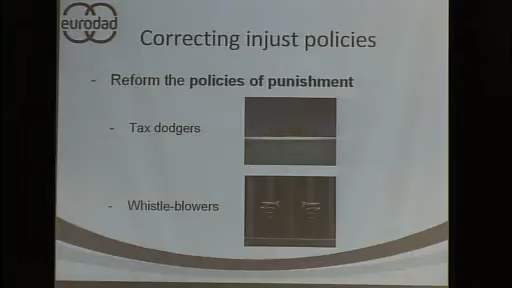 eurodad
Correcting injust policies
- Reform the policies of punishment
- Tax dodgers
- Whistle-blowers